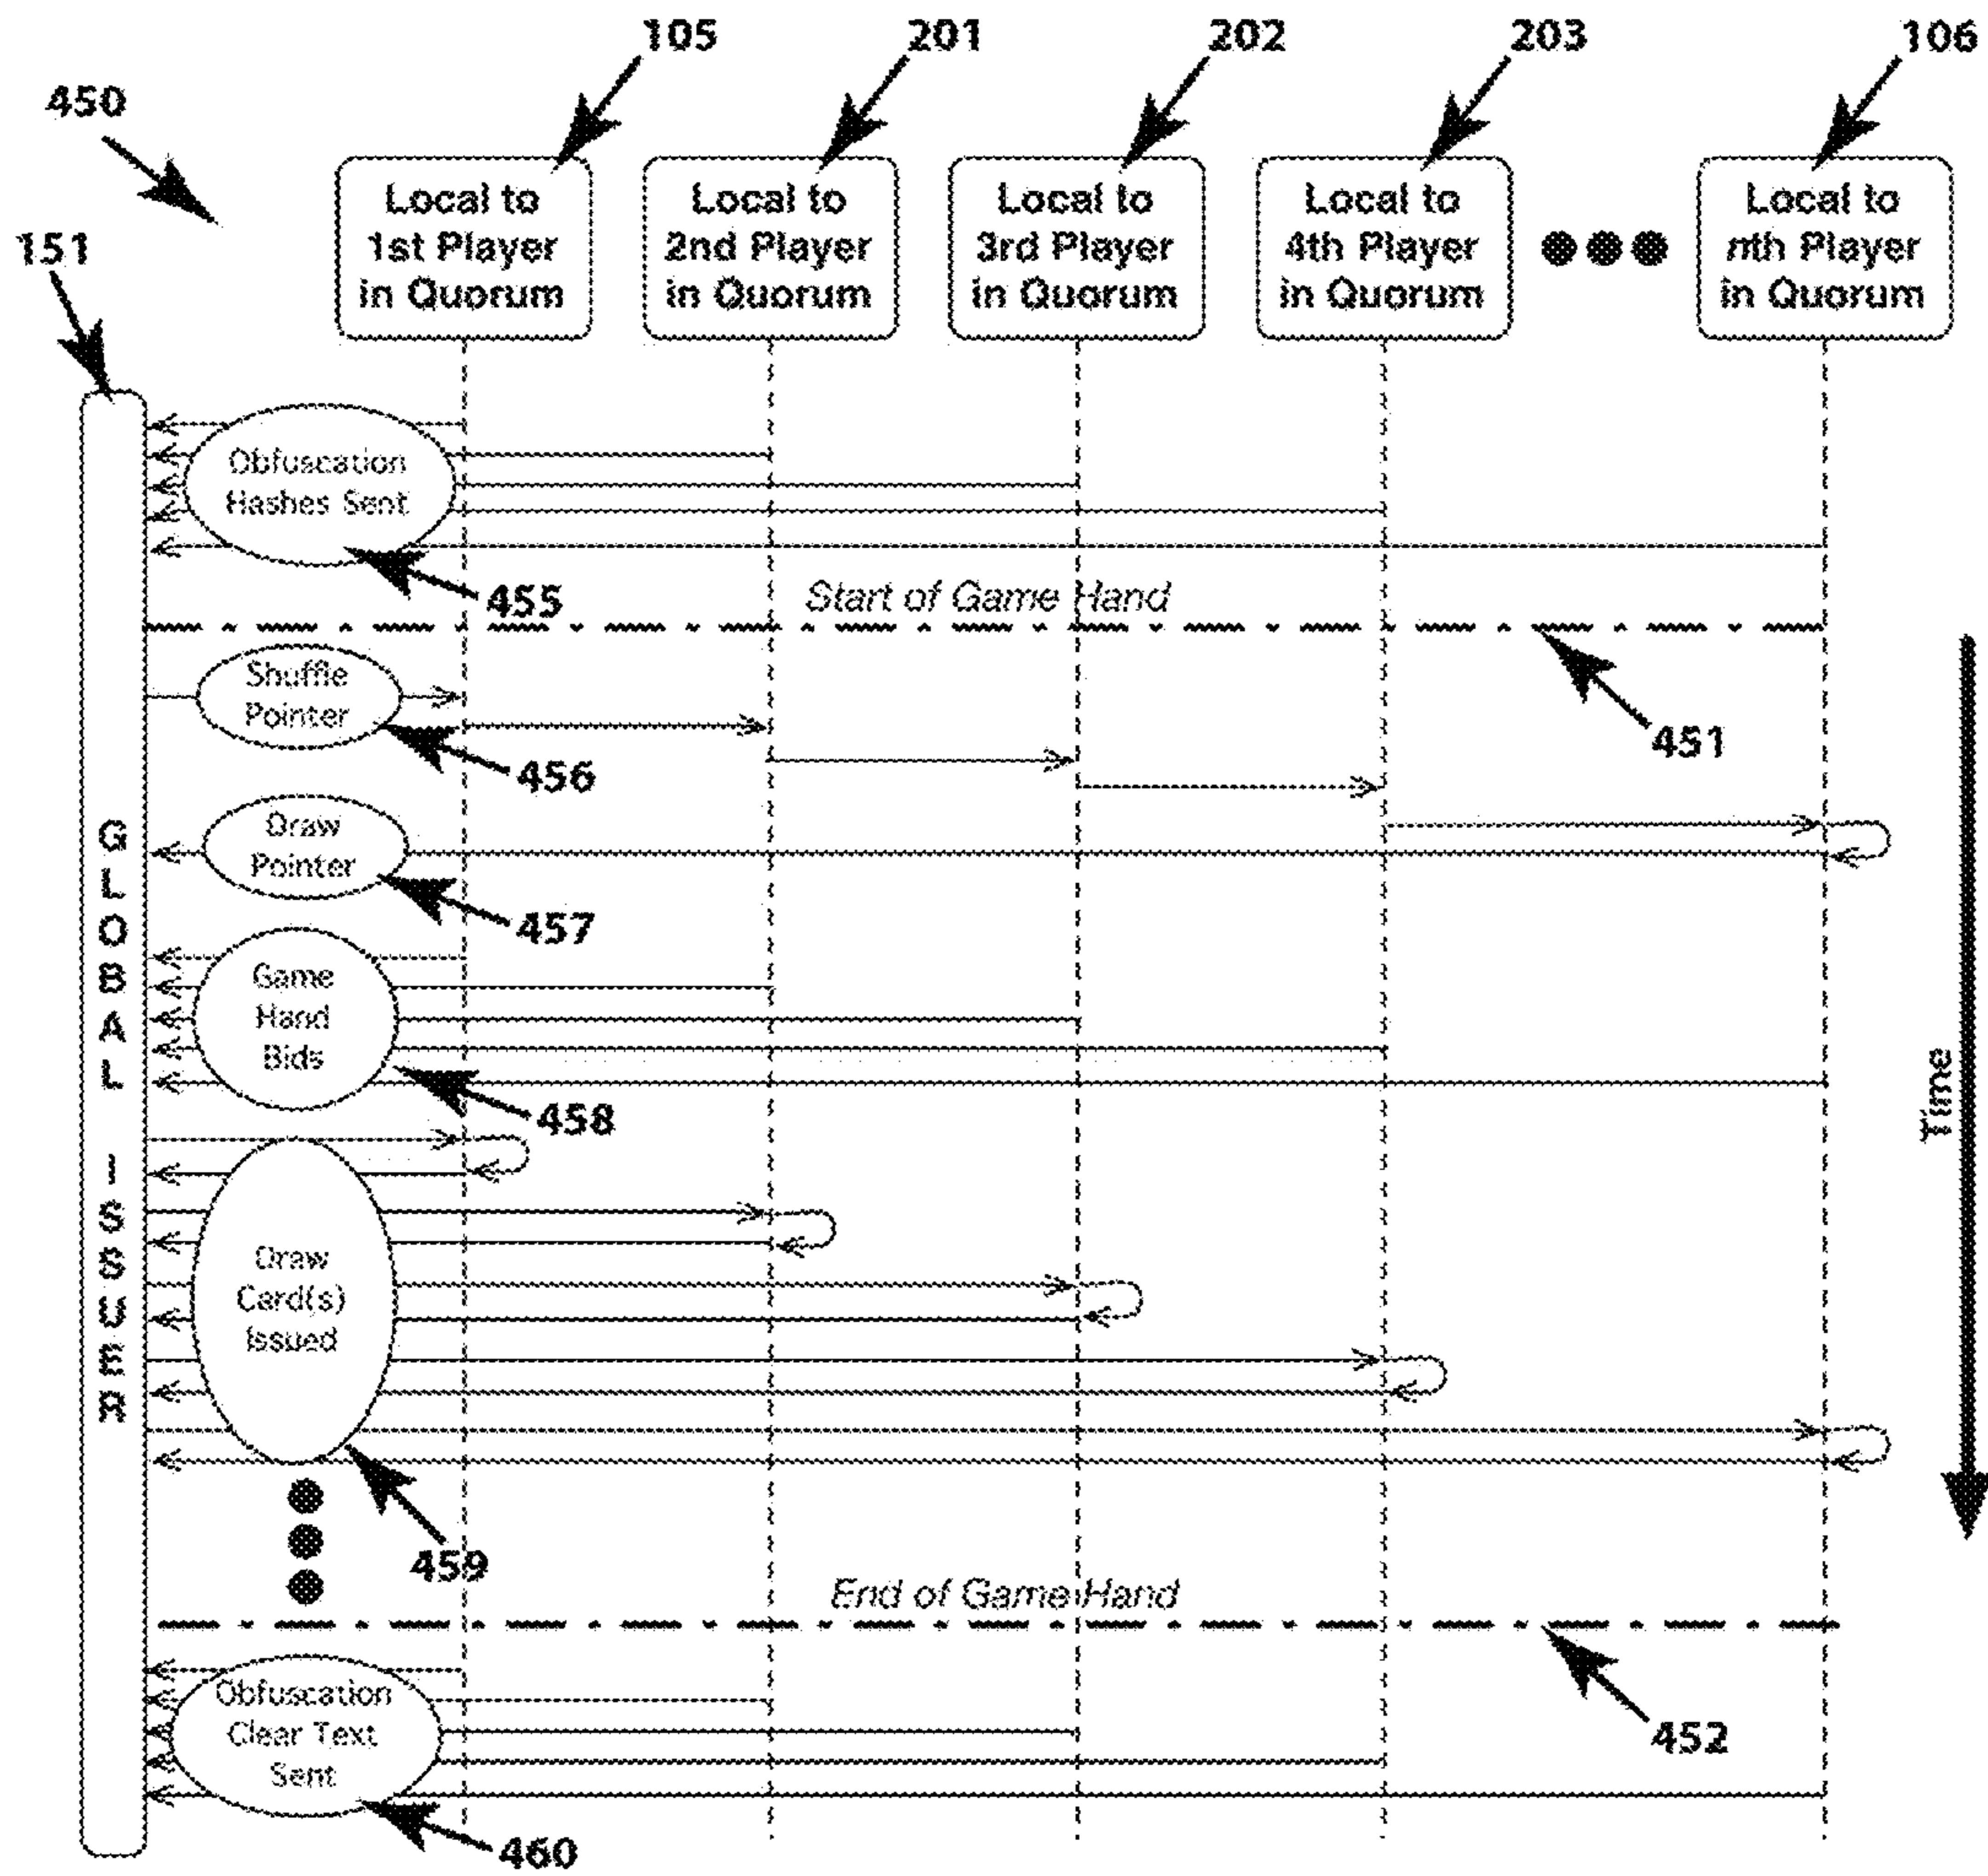 105
201
202
203
106
450
151
Local to
1st Player
in Quorum
Local to
2nd Player
in Quorum
Local to
3rd Player
in Quorum
Local to
4th Player
in Quorum
Local to
nth Player
in Quorum
Obfuscation
Hashes Sent
455
Start of Game Hand
451
Shuffle
Pointer
456
Draw
Pointer
457
Game
Hand
Bids
458
Draw
Card(s)
Issued
459
End of Game Hand
452
Obfuscation
Clear Text
Sent
460
GLOBAL ISSUER
Time